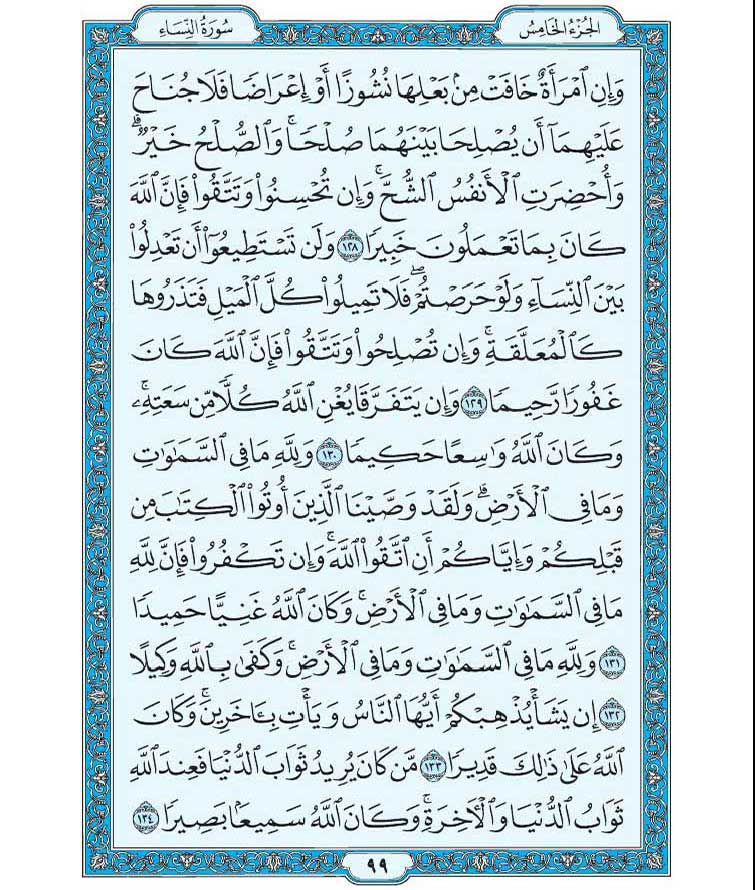 سُورَةُ النِّسَاءِ
الجُزْءُ الخَامِسُ
وَإِنِ ٱمْرَأَةٌ خَافَتْ مِنۢ بَعْلِهَا نُشُوزًا أَوْ إِعْرَاضًا فَلَا جُنَاحَ
عَلَيْهِمَآ أَن يُصْلِحَا بَيْنَهُمَا صُلْحًا ۚ وَٱلصُّلْحُ خَيْرٌ ۗ
وَأُحْضِرَتِ ٱلْأَنفُسُ ٱلشُّحَّ ۚ وَإِن تُحْسِنُوا۟ وَتَتَّقُوا۟ فَإِنَّ ٱللَّهَ
كَانَ بِمَا تَعْمَلُونَ خَبِيرًا ١٢٨ وَلَن تَسْتَطِيعُوٓا۟ أَن تَعْدِلُوا۟
بَيْنَ ٱلنِّسَآءِ وَلَوْ حَرَصْتُمْ ۖ فَلَا تَمِيلُوا۟ كُلَّ ٱلْمَيْلِ فَتَذَرُوهَا
كَٱلْمُعَلَّقَةِ ۚ وَإِن تُصْلِحُوا۟ وَتَتَّقُوا۟ فَإِنَّ ٱللَّهَ كَانَ
غَفُورًا رَّحِيمًا ١٢٩ وَإِن يَتَفَرَّقَا يُغْنِ ٱللَّهُ كُلًّا مِّن سَعَتِهِۦ ۚ
وَكَانَ ٱللَّهُ وَٰسِعًا حَكِيمًا ١٣٠ وَلِلَّهِ مَا فِى ٱلسَّمَٰوَٰتِ
وَمَا فِى ٱلْأَرْضِ ۗ وَلَقَدْ وَصَّيْنَا ٱلَّذِينَ أُوتُوا۟ ٱلْكِتَٰبَ مِن
قَبْلِكُمْ وَإِيَّاكُمْ أَنِ ٱتَّقُوا۟ ٱللَّهَ ۚ وَإِن تَكْفُرُوا۟ فَإِنَّ لِلَّهِ
مَا فِى ٱلسَّمَٰوَٰتِ وَمَا فِى ٱلْأَرْضِ ۚ وَكَانَ ٱللَّهُ غَنِيًّا حَمِيدًا
١٣١ وَلِلَّهِ مَا فِى ٱلسَّمَٰوَٰتِ وَمَا فِى ٱلْأَرْضِ ۚ وَكَفَىٰ بِٱللَّهِ وَكِيلًا
١٣٢ إِن يَشَأْ يُذْهِبْكُمْ أَيُّهَا ٱلنَّاسُ وَيَأْتِ بِـَٔاخَرِينَ ۚ وَكَانَ
ٱللَّهُ عَلَىٰ ذَٰلِكَ قَدِيرًا ١٣٣ مَّن كَانَ يُرِيدُ ثَوَابَ ٱلدُّنْيَا فَعِندَ ٱللَّهِ
ثَوَابُ ٱلدُّنْيَا وَٱلْـَٔاخِرَةِ ۚ وَكَانَ ٱللَّهُ سَمِيعًۢا بَصِيرًا ١٣٤
٩٩